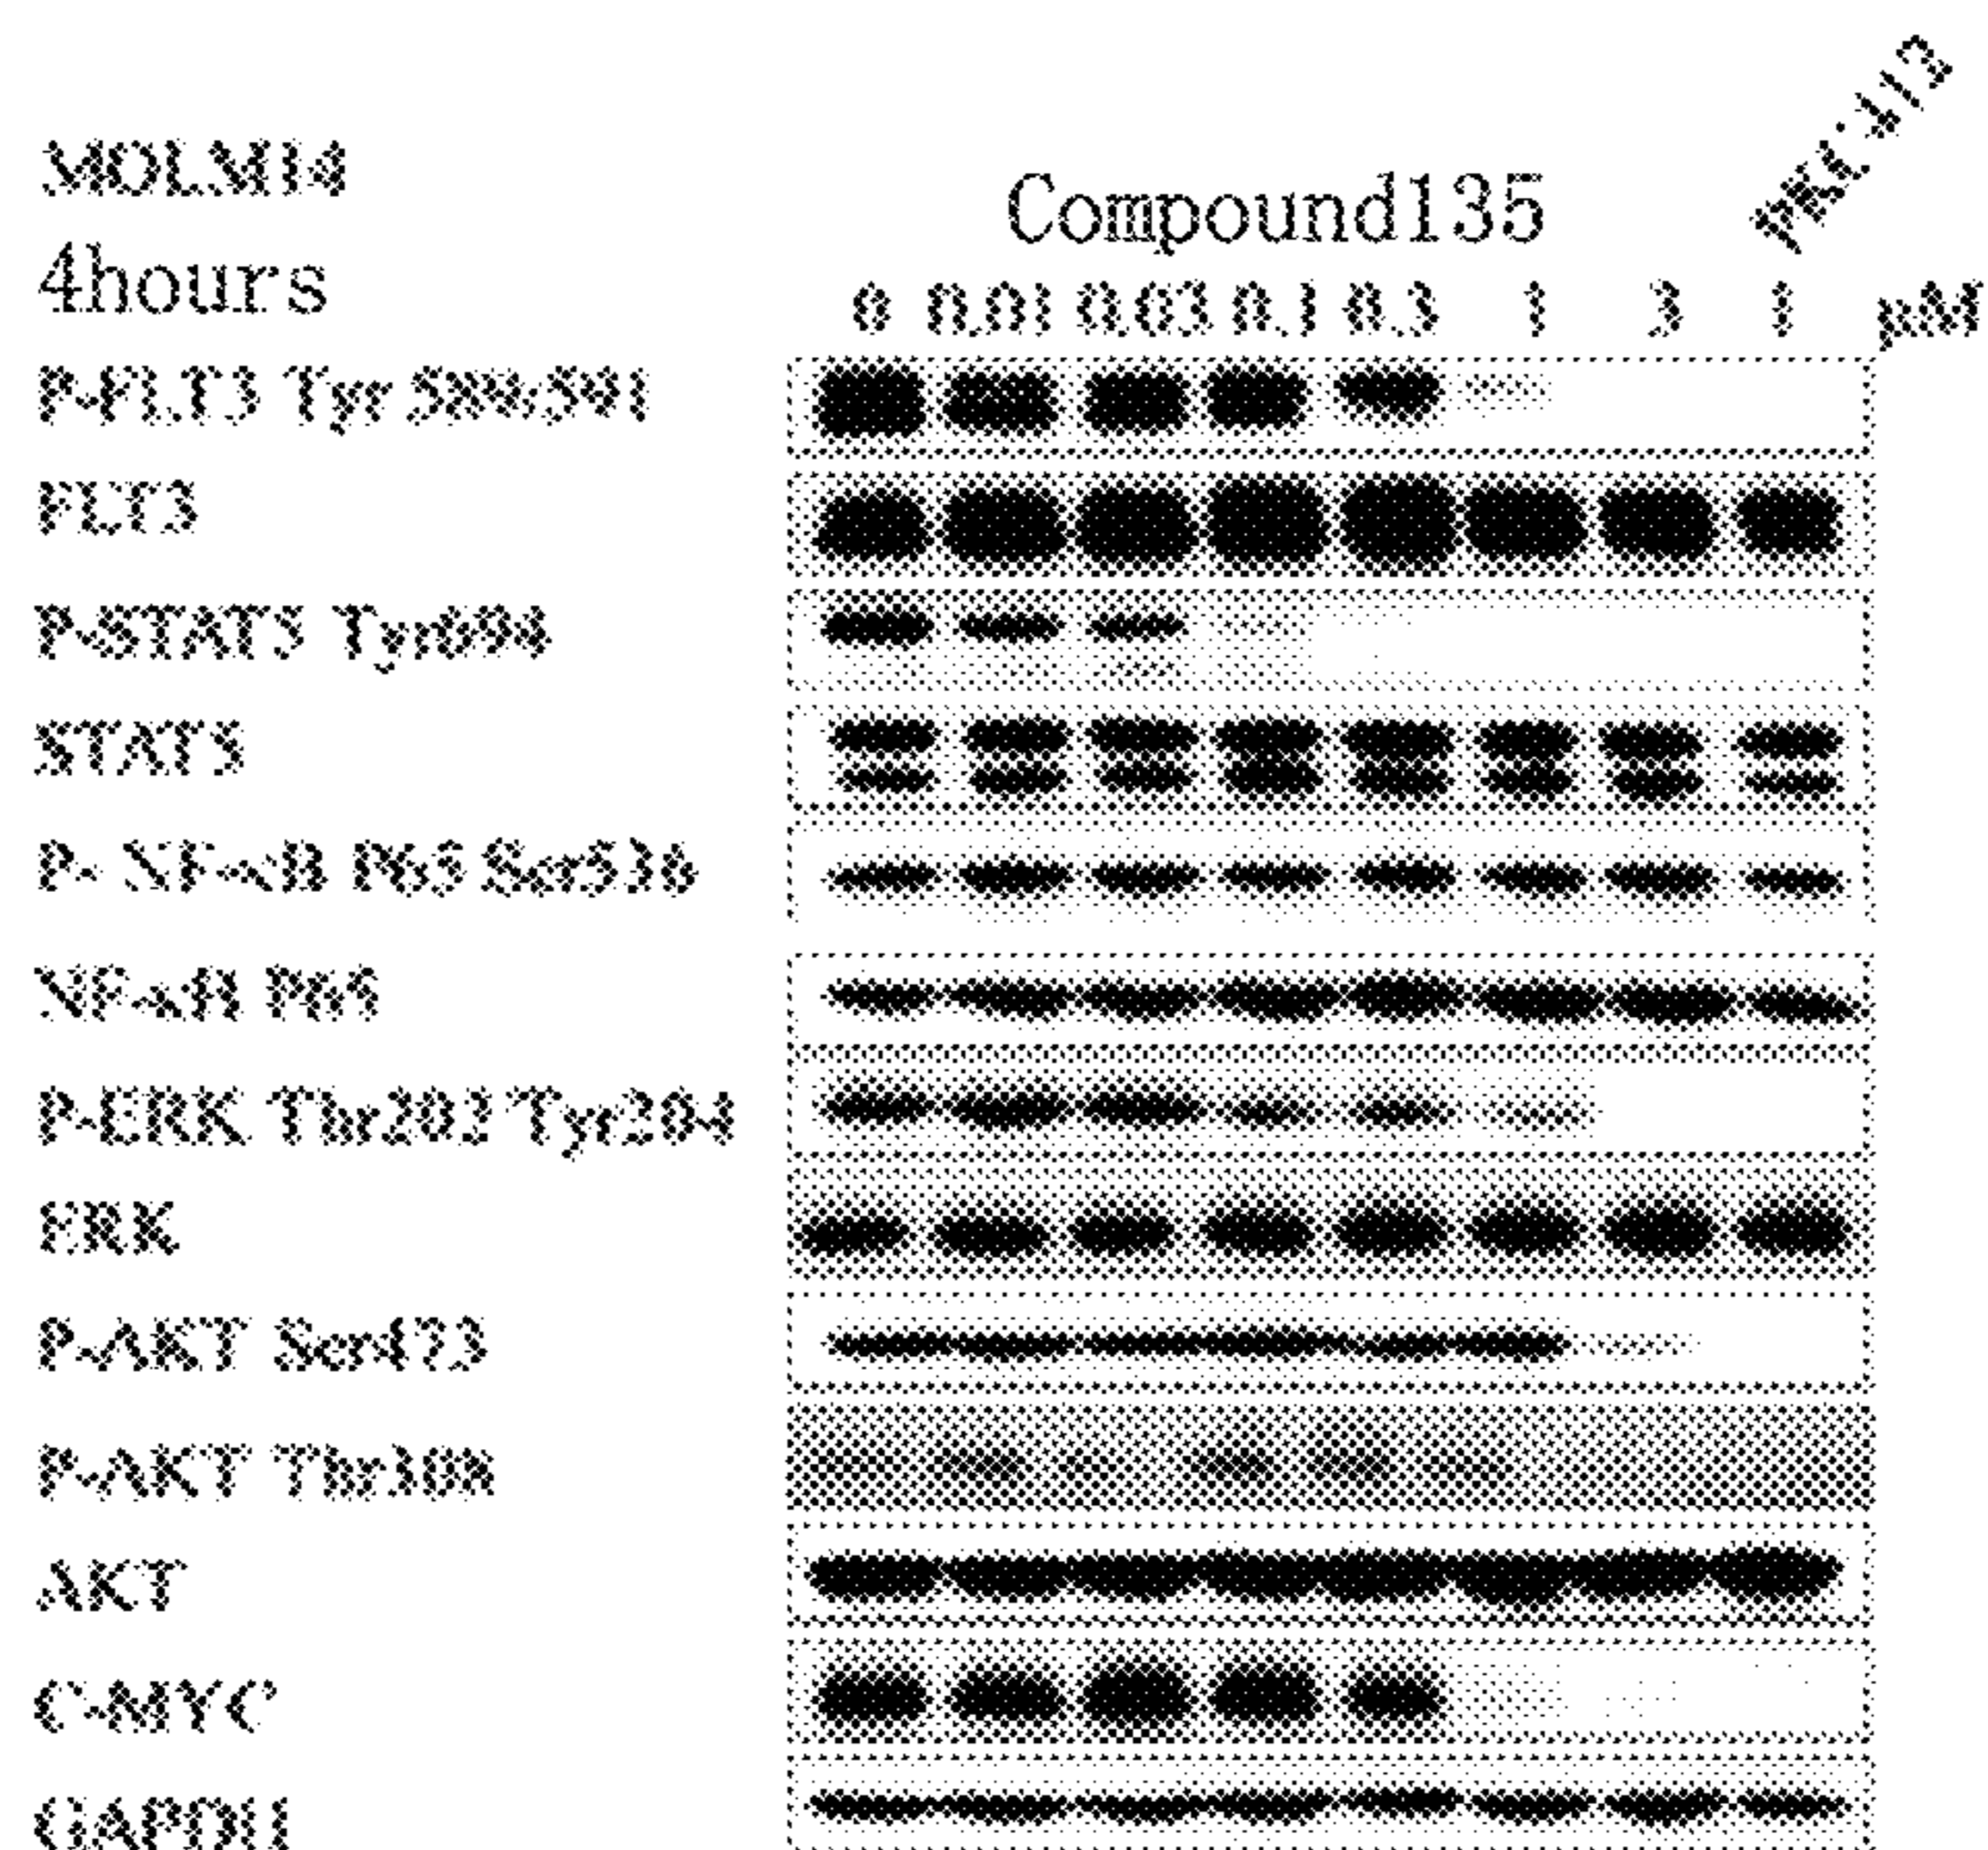 MOLM14
Compound135
PKC412
4hours
0 0.01 0.03 0.1 0.3 1 3 1 μM
P-FLT3 Tyr 589/591
FLT3
P-STAT5 Tyr694
STAT5
P- NF-κB P65 Ser536
NF-κB P65
P-ERK Thr202 Tyr204
ERK
P-AKT Ser473
P-AKT Thr308
AKT
C-MYC
GAPDH